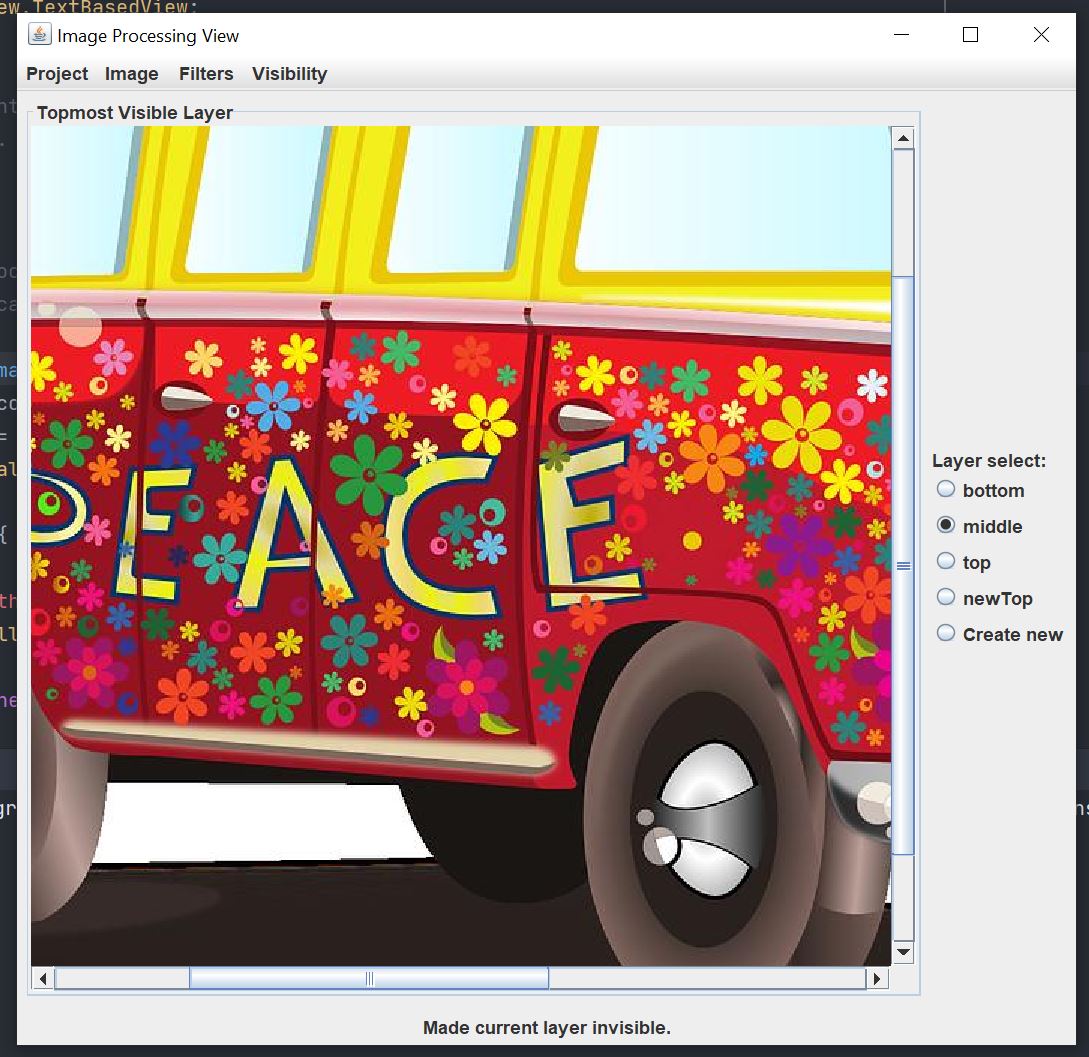 ew.TextBasedView;
Image Processing View
Project Image Filters Visibility
Topmost Visible Layer
PEACE
Layer select:
bottom
middle
top
newTop
Create new
Made current layer invisible.